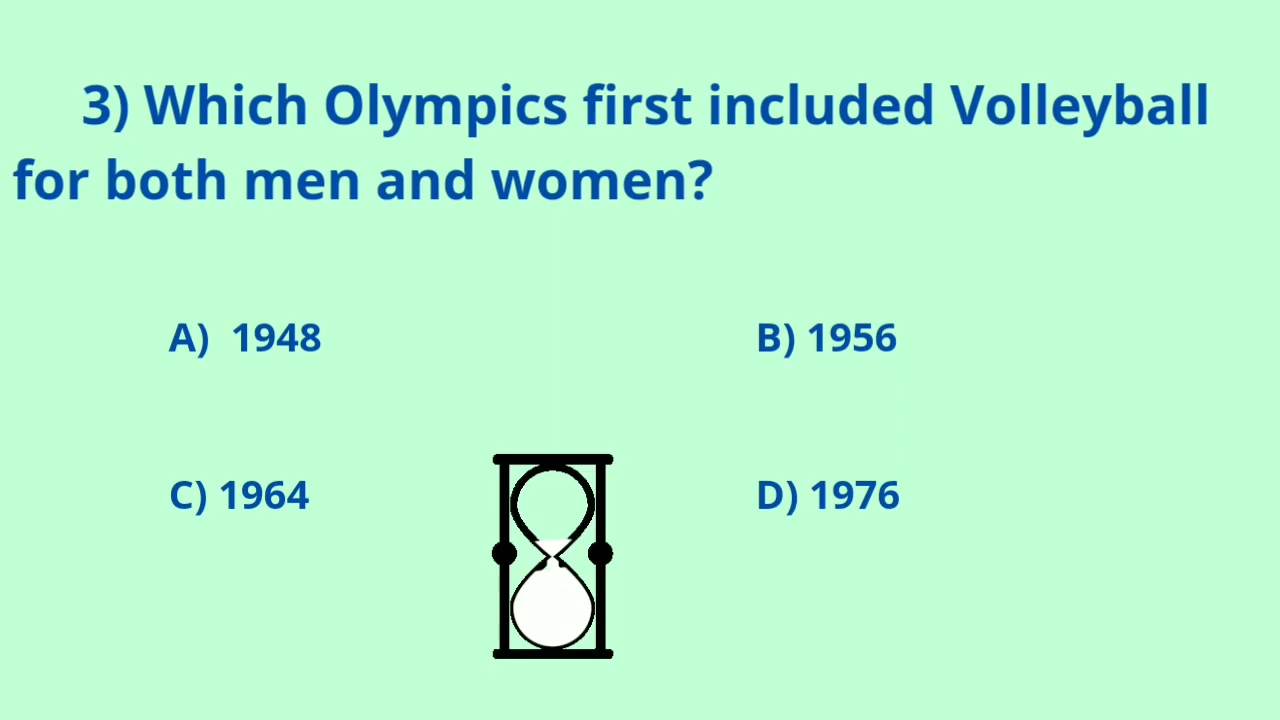 3) Which Olympics first included Volleyball
for both men and women?
A) 1948
B) 1956
C) 1964
D) 1976